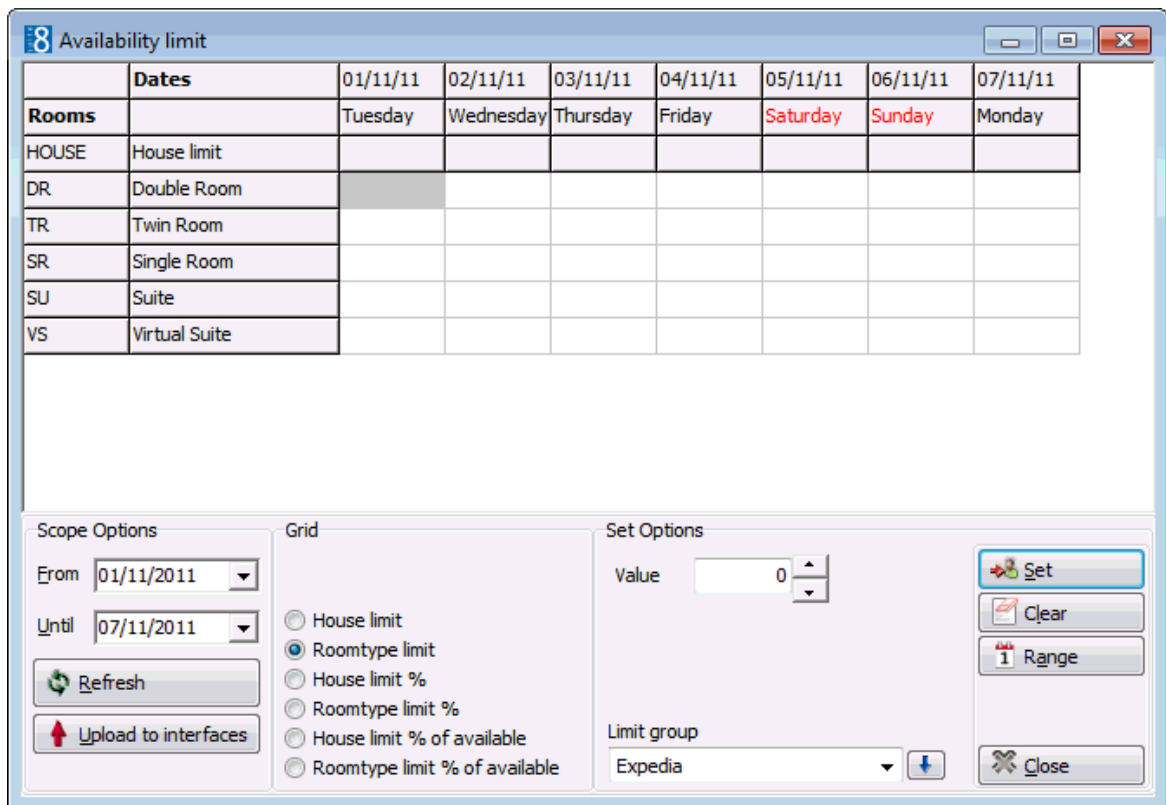 8 Availability limit
Dates 01/11/11 02/11/11 03/11/11 04/11/11 05/11/11 06/11/11 07/11/11
Rooms Tuesday Wednesday Thursday Friday Saturday Sunday Monday
HOUSE House limit
DR Double Room
TR Twin Room
SR Single Room
SU Suite
VS Virtual Suite
Scope Options
From 01/11/2011
Until 07/11/2011
Refresh
Upload to interfaces
Grid
House limit
Roomtype limit
House limit %
Roomtype limit %
House limit % of available
Roomtype limit % of available
Set Options
Value 0
Limit group
Expedia
Set
Clear
1 Range
Close